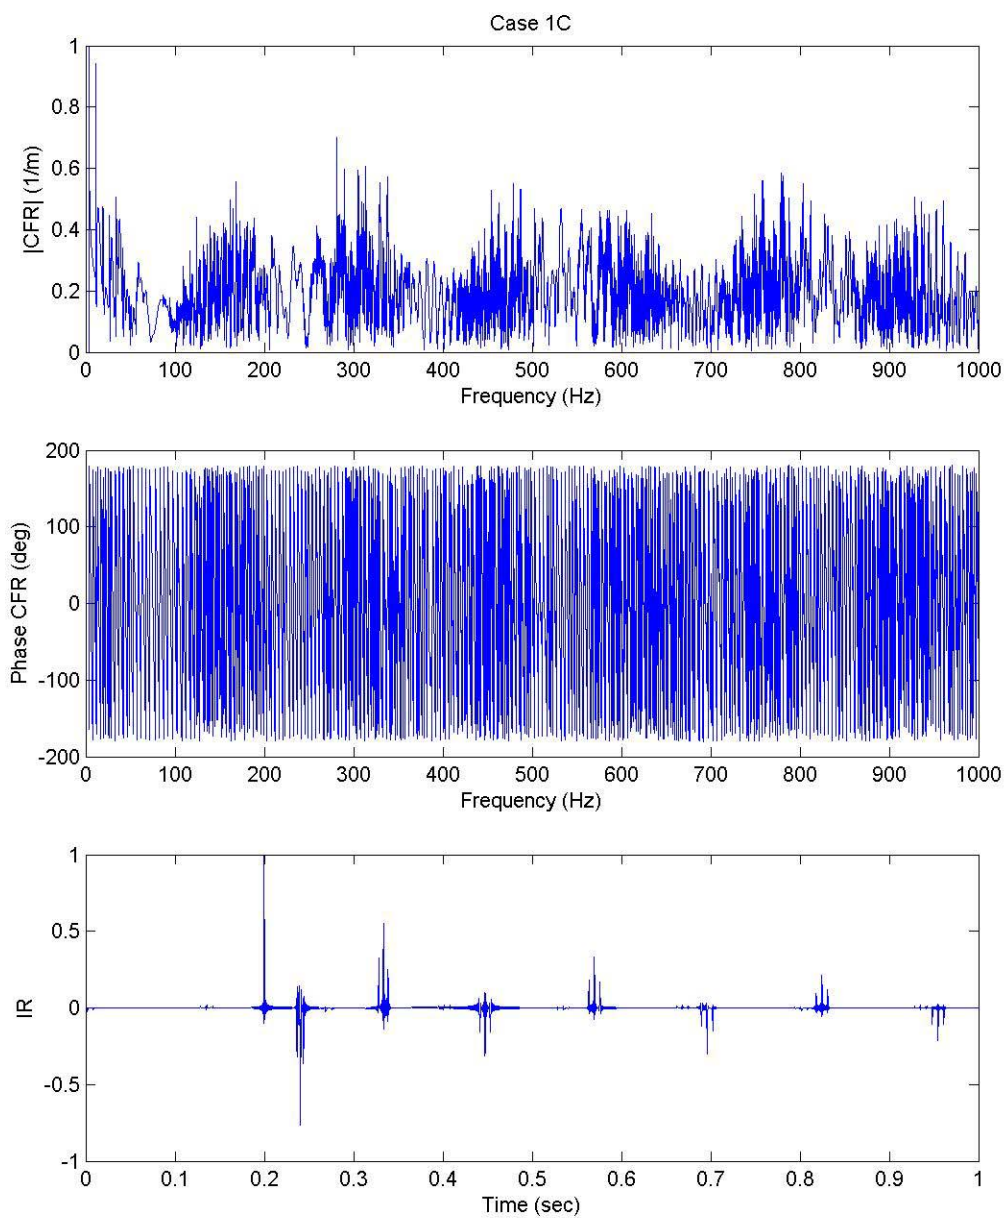 Case 1C
1
0.8
0.6
0.4
0.2
0
|CFR| (1/m)
0 100 200 300 400 500 600 700 800 900 1000
Frequency (Hz)
200
100
0
-100
-200
Phase CFR (deg)
0 100 200 300 400 500 600 700 800 900 1000
Frequency (Hz)
1
0.5
0
-0.5
-1
IR
0 0.1 0.2 0.3 0.4 0.5 0.6 0.7 0.8 0.9 1
Time (sec)